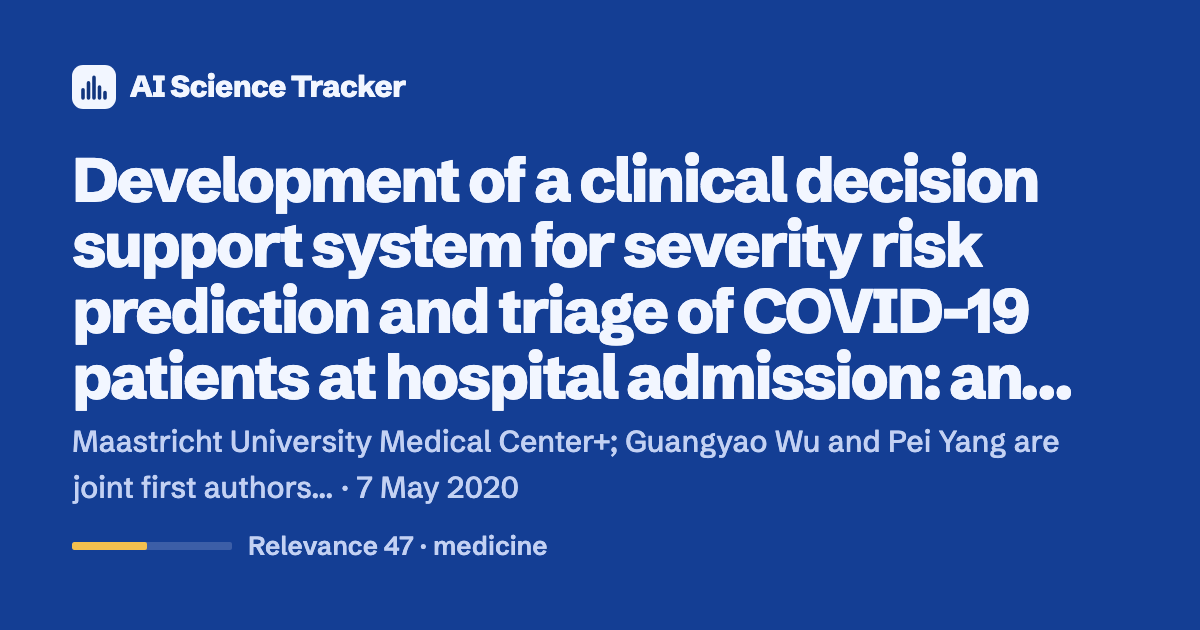 AI Science Tracker
Development of a clinical decision
support system for severity risk
prediction and triage of COVID-19
patients at hospital admission: an...
Maastricht University Medical Center+; Guangyao Wu and Pei Yang are
joint first authors... · 7 May 2020
Relevance 47 · medicine